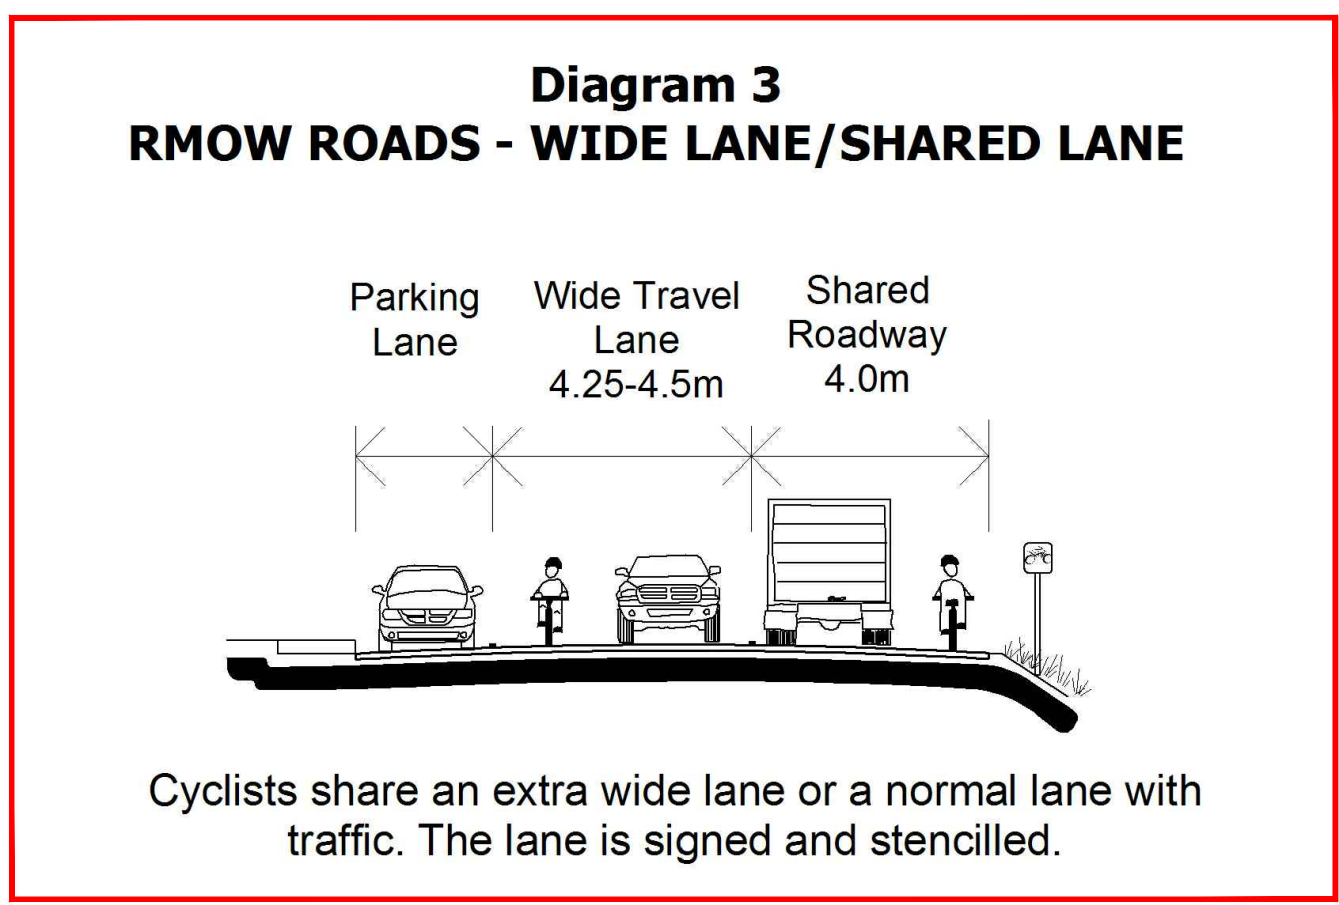 Diagram 3
RMOW ROADS - WIDE LANE/SHARED LANE
Parking
Lane
Wide Travel
Lane
4.25-4.5m
Shared
Roadway
4.0m
Cyclists share an extra wide lane or a normal lane with
traffic. The lane is signed and stencilled.